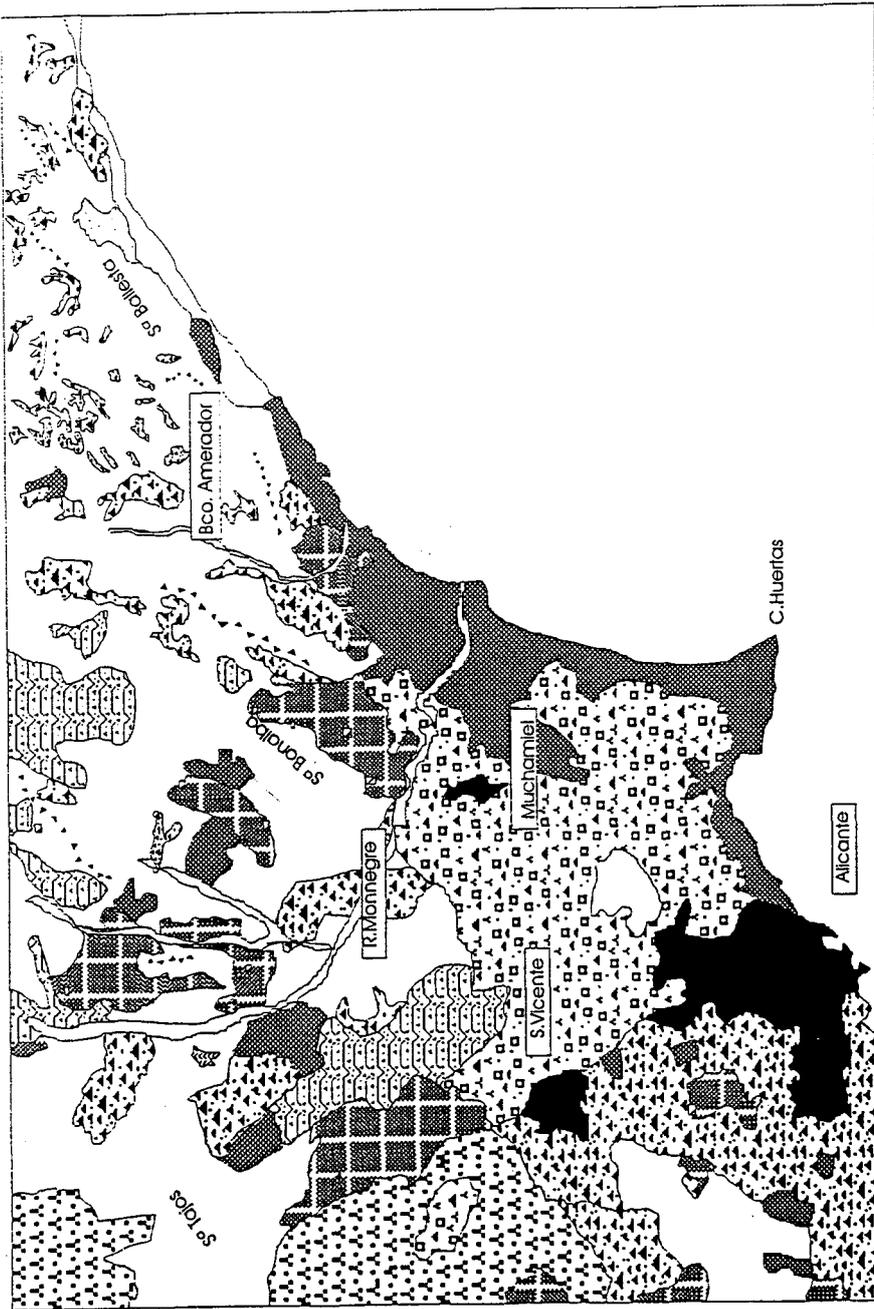 Sª Ballesta
Bco. Amerador
C.Huertas
Sª Bonalba
Muchamiel
R.Monnegre
Alicante
S.Vicente
Sª Tajos